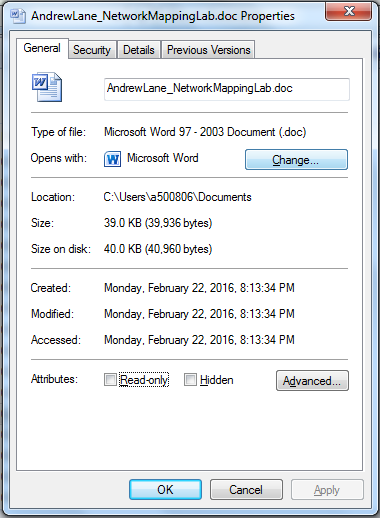 AndrewLane_NetworkMappingLab.doc Properties
General Security Details Previous Versions
AndrewLane_NetworkMappingLab.doc
Type of file: Microsoft Word 97 - 2003 Document (.doc)
Opens with: Microsoft Word Change...
Location: C:\Users\a500806\Documents
Size: 39.0 KB (39,936 bytes)
Size on disk: 40.0 KB (40,960 bytes)
Created: Monday, February 22, 2016, 8:13:34 PM
Modified: Monday, February 22, 2016, 8:13:34 PM
Accessed: Monday, February 22, 2016, 8:13:34 PM
Attributes: Read-only Hidden Advanced...
OK Cancel Apply